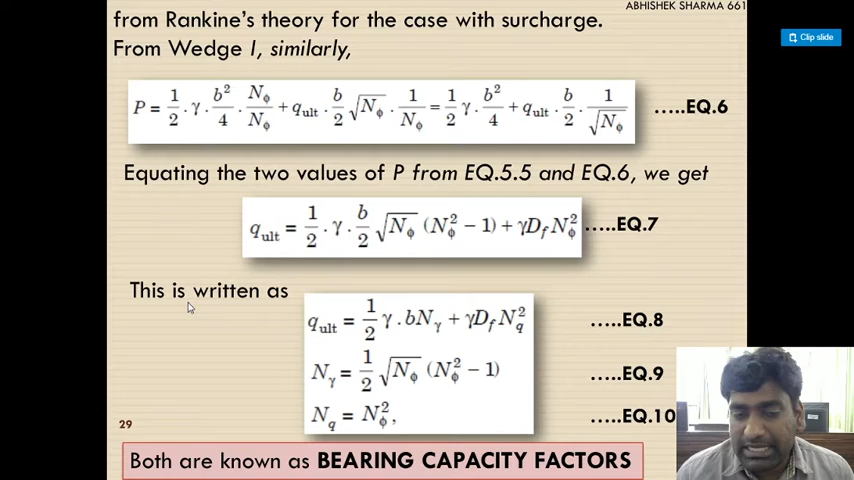 ABHISHEK SHARMA 661
from Rankine's theory for the case with surcharge.
Clip slide
From Wedge I, similarly,
P = 1/2 . γ . b²/4 . N_ϕ/N_ϕ + q_ult . b/2 √N_ϕ . 1/N_ϕ = 1/2 γ . b²/4 + q_ult . b/2 . 1/√N_ϕ …..EQ.6
Equating the two values of P from EQ.5.5 and EQ.6, we get
q_ult = 1/2 . γ . b/2 √N_ϕ (N_ϕ² − 1) + γD_f N_ϕ² …..EQ.7
This is written as
q_ult = 1/2 γ . bN_γ + γD_f N_q² …..EQ.8
N_γ = 1/2 √N_ϕ (N_ϕ² − 1) …..EQ.9
N_q = N_ϕ², …..EQ.10
29
Both are known as BEARING CAPACITY FACTORS